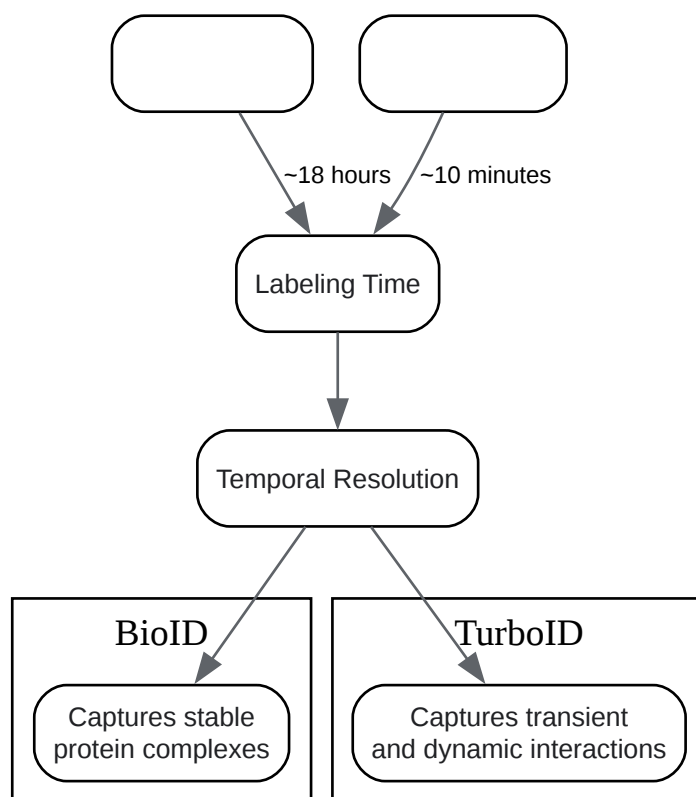 ~18 hours
~10 minutes
Labeling Time
Temporal Resolution
BioID
TurboID
Captures stable
protein complexes
Captures transient
and dynamic interactions